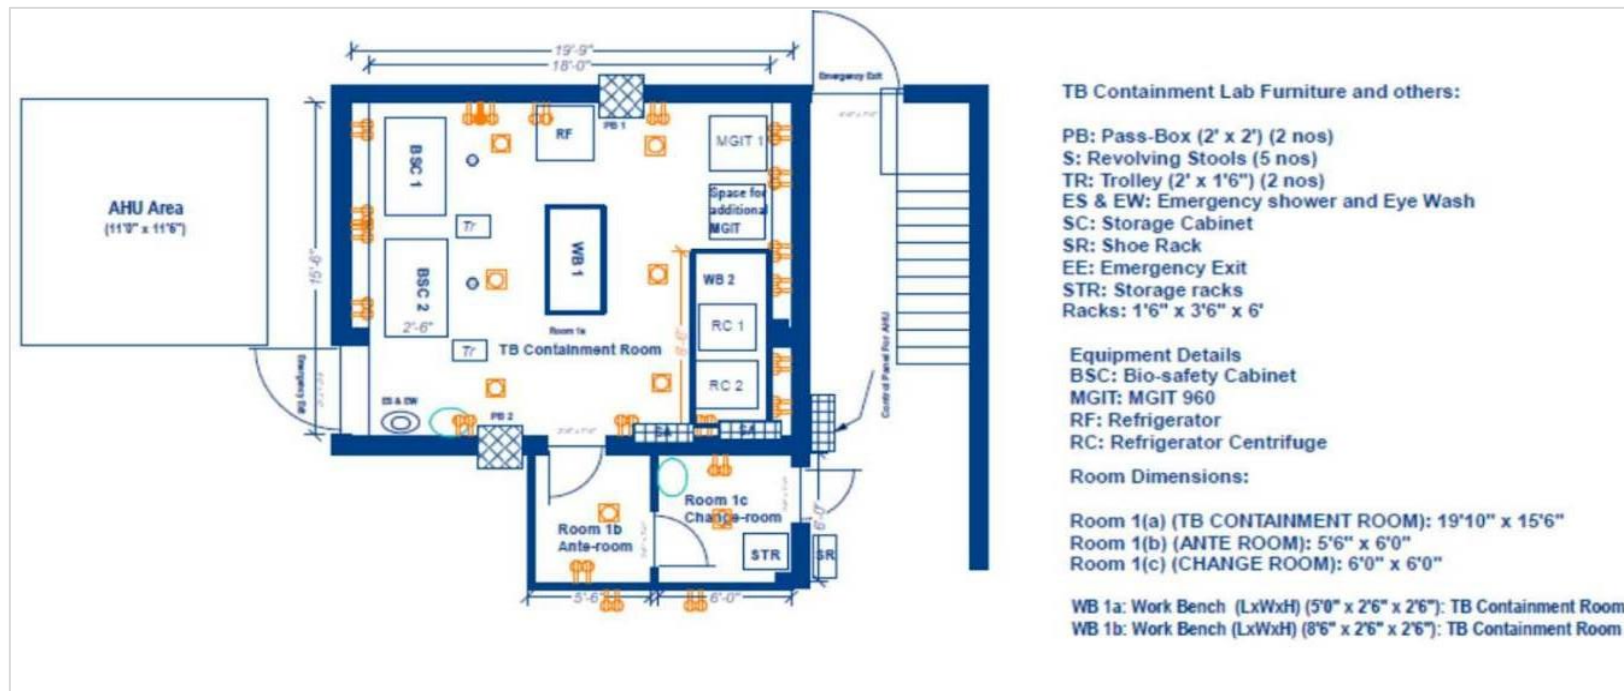 19'-9"
18'-0"
Emergency Exit
AHU Area
(11'0" x 11'6")
15'-6"
BSC 1
RF
PB 1
MGIT 1
Space for
additional
MGIT
Tr
WB 1
BSC 2
2'-6"
WB 2
RC 1
RC 2
8'-6"
Room 1a
TB Containment Room
Tr
Emergency Exit
ES & EW
PB 2
SA
SA
Control Panel For AHU
Room 1b
Ante-room
Room 1c
Change-room
STR
SR
6'-0"
5'-6"
6'-0"
TB Containment Lab Furniture and others:
PB: Pass-Box (2' x 2') (2 nos)
S: Revolving Stools (5 nos)
TR: Trolley (2' x 1'6") (2 nos)
ES & EW: Emergency shower and Eye Wash
SC: Storage Cabinet
SR: Shoe Rack
EE: Emergency Exit
STR: Storage racks
Racks: 1'6" x 3'6" x 6'
Equipment Details
BSC: Bio-safety Cabinet
MGIT: MGIT 960
RF: Refrigerator
RC: Refrigerator Centrifuge
Room Dimensions:
Room 1(a) (TB CONTAINMENT ROOM): 19'10" x 15'6"
Room 1(b) (ANTE ROOM): 5'6" x 6'0"
Room 1(c) (CHANGE ROOM): 6'0" x 6'0"
WB 1a: Work Bench (LxWxH) (5'0" x 2'6" x 2'6"): TB Containment Room
WB 1b: Work Bench (LxWxH) (8'6" x 2'6" x 2'6"): TB Containment Room